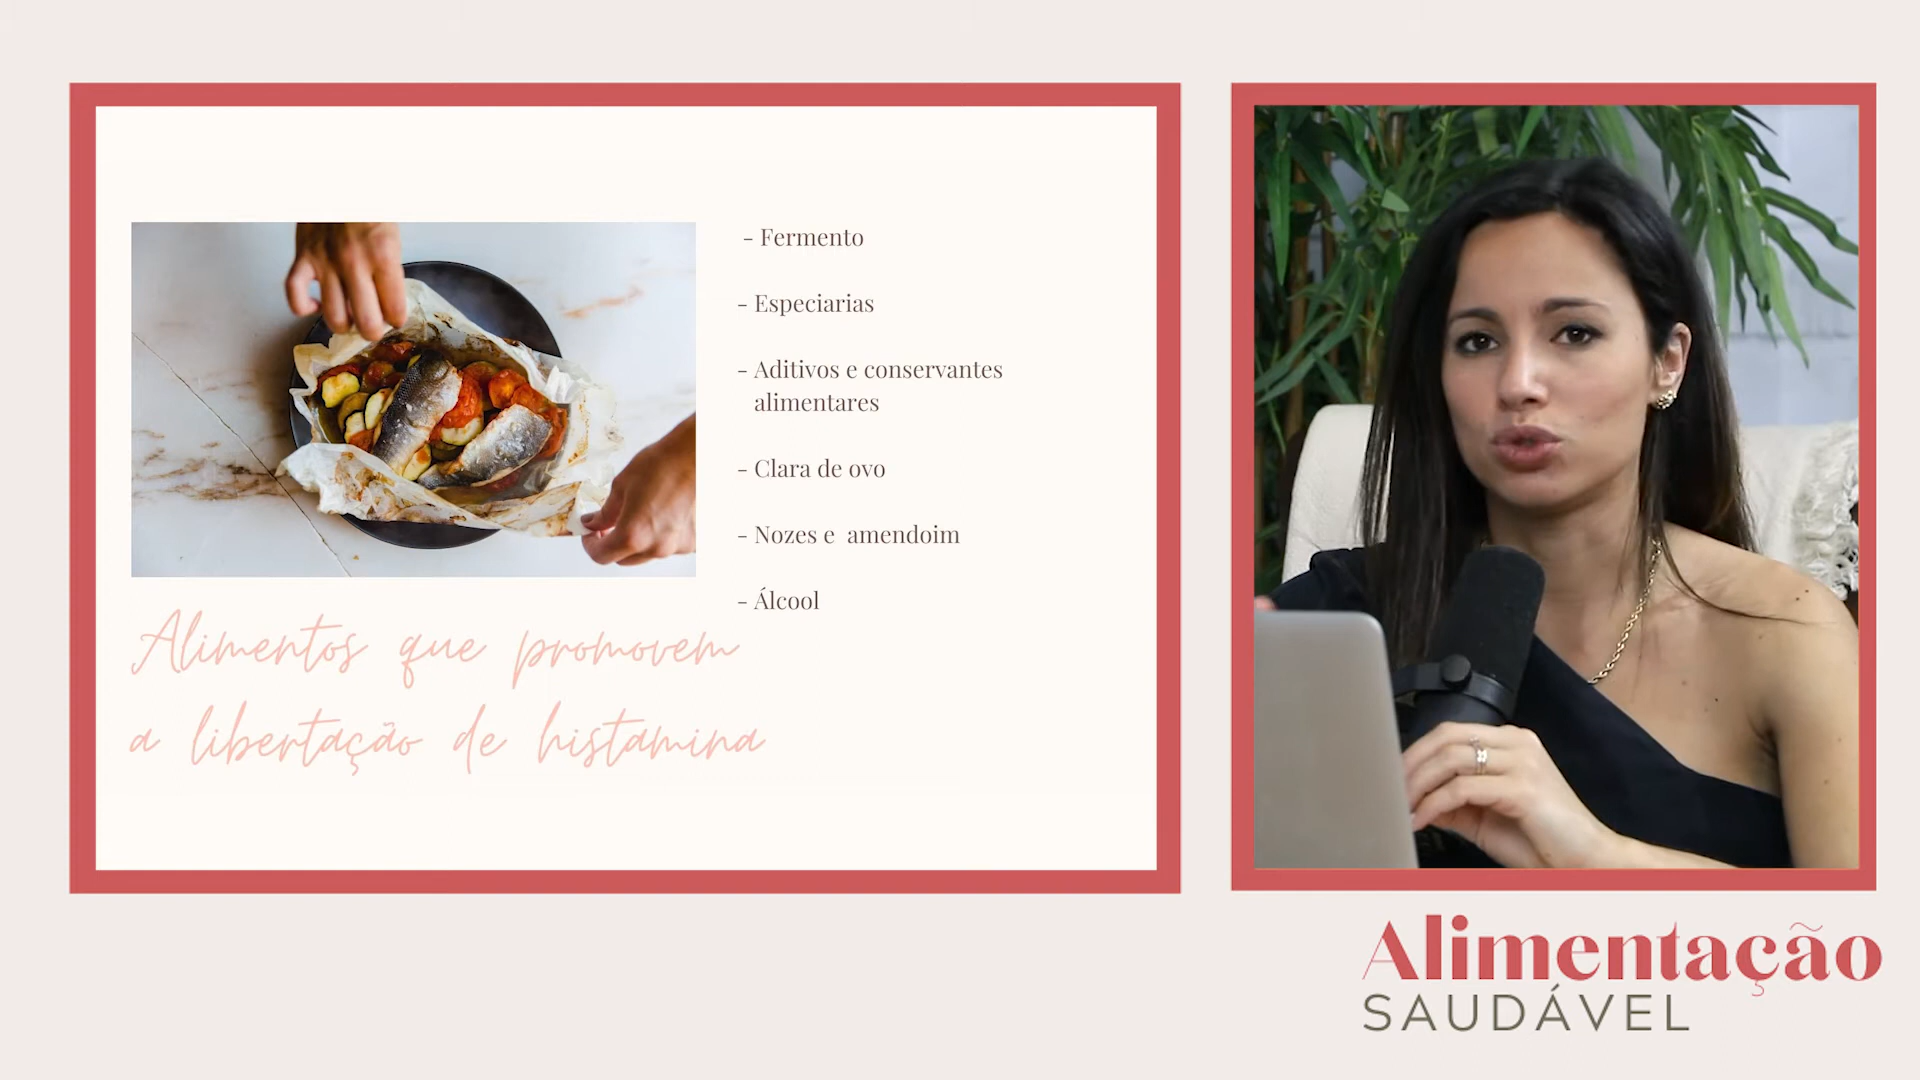 - Fermento
- Especiarias
- Aditivos e conservantes
alimentares
- Clara de ovo
- Nozes e  amendoim
- Álcool
Alimentos que promovem
a libertação de histamina
Alimentação
SAUDÁVEL